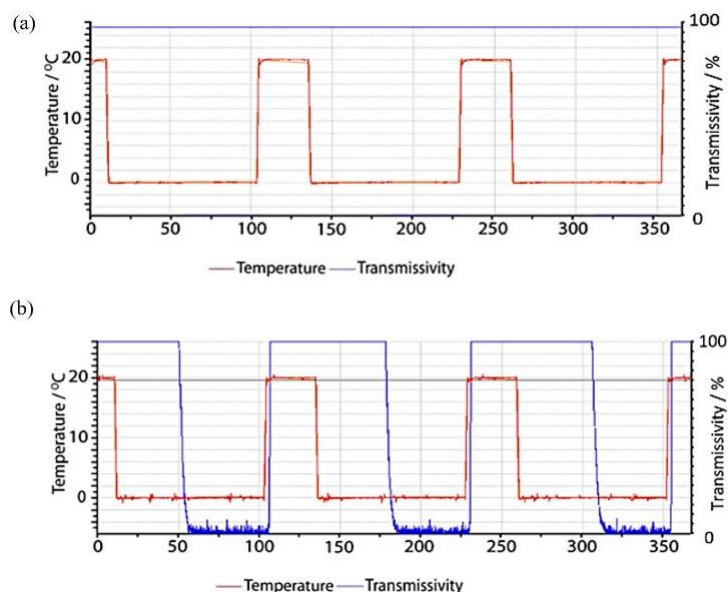 (a)
100
20
10
0
Temperature / °C
Transmissivity / %
0
0 50 100 150 200 250 300 350
Temperature Transmissivity
(b)
100
20
10
0
Temperature / °C
Transmissivity / %
0
0 50 100 150 200 250 300 350
Temperature Transmissivity